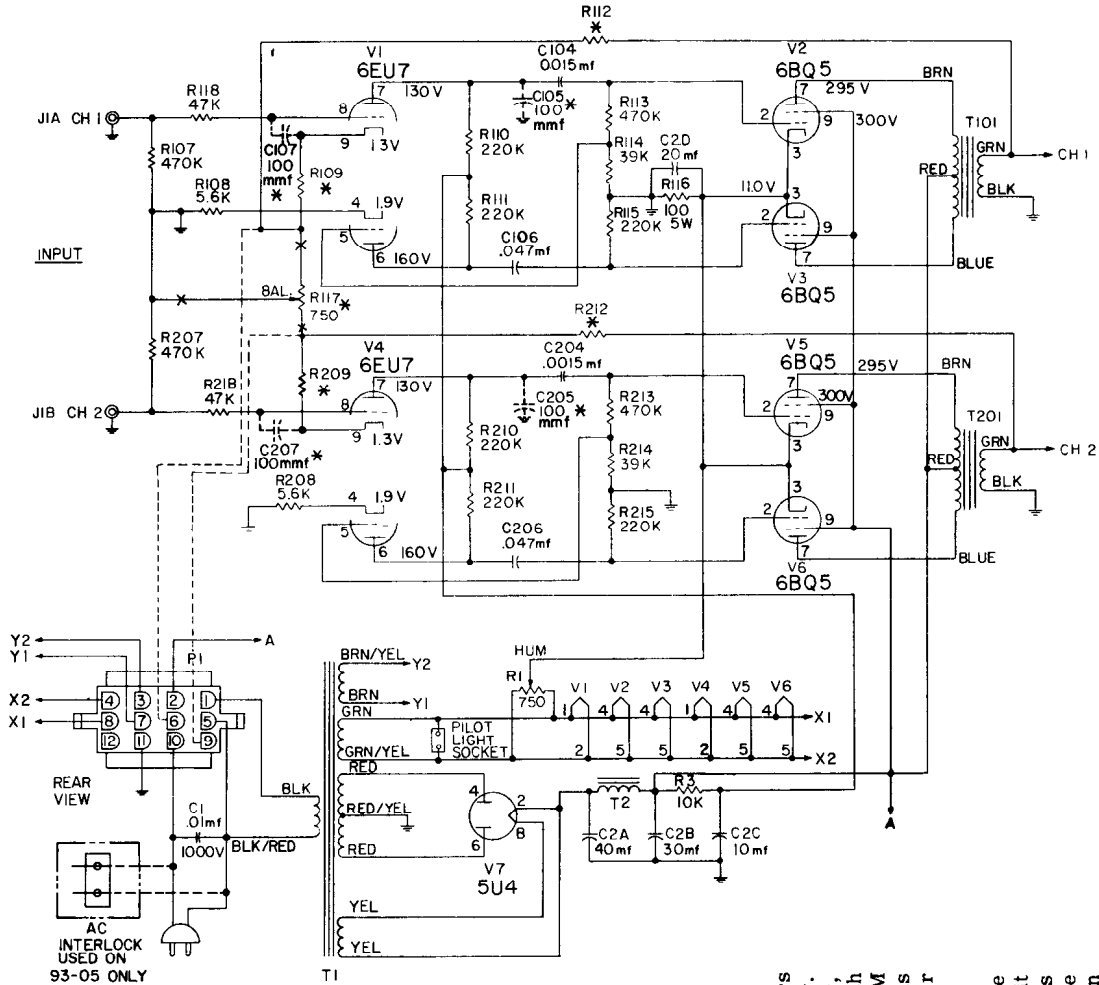 R112
*
V1
6EU7
C104
.0015mf
V2
6BQ5
BRN
7
295V
7
130V
J1A CH 1
R118
47K
8
C105 *
100
mmf
R113
470K
2
9
300V
T101
C107
100
mmf
*
9
1.3V
R110
220K
R114
39K
C2D
20mf
3
GRN
CH 1
R107
470K
R109
*
RED
R108
5.6K
4
1.9V
R111
220K
R116
100
5W
11.0V
3
BLK
5
R115
220K
2
9
INPUT
C106
.047mf
6
160V
7
BLUE
V3
6BQ5
BAL.
R117
750
*
R212
*
R207
470K
V4
6EU7
C204
.0015mf
V5
6BQ5
295V
BRN
7
130V
7
300V
R218
47K
R209
*
8
C205 *
100
mmf
R213
470K
2
9
T201
J1B CH 2
9
1.3V
3
GRN
CH 2
C207
100mmf
*
R210
220K
R214
39K
RED
R208
5.6K
4
1.9V
3
BLK
R211
220K
2
9
5
R215
220K
C206
.047mf
6
160V
7
BLUE
V6
6BQ5
Y2
A
Y1
P1
BRN/YEL
Y2
HUM
R1
750
V1
V2
V3
V4
V5
V6
X2
4
3
2
1
BRN
Y1
X1
8
7
6
5
GRN
1
4
4
1
4
4
X1
12
11
10
9
PILOT
LIGHT
SOCKET
GRN/YEL
2
5
5
2
5
5
X2
REAR
VIEW
RED
BLK
4
2
T2
R3
10K
RED/YEL
8
A
C1
.01mf
1000V
BLK/RED
RED
6
C2A
40mf
C2B
30mf
C2C
10mf
V7
5U4
YEL
AC
INTERLOCK
USED ON
93-05 ONLY
YEL
T1